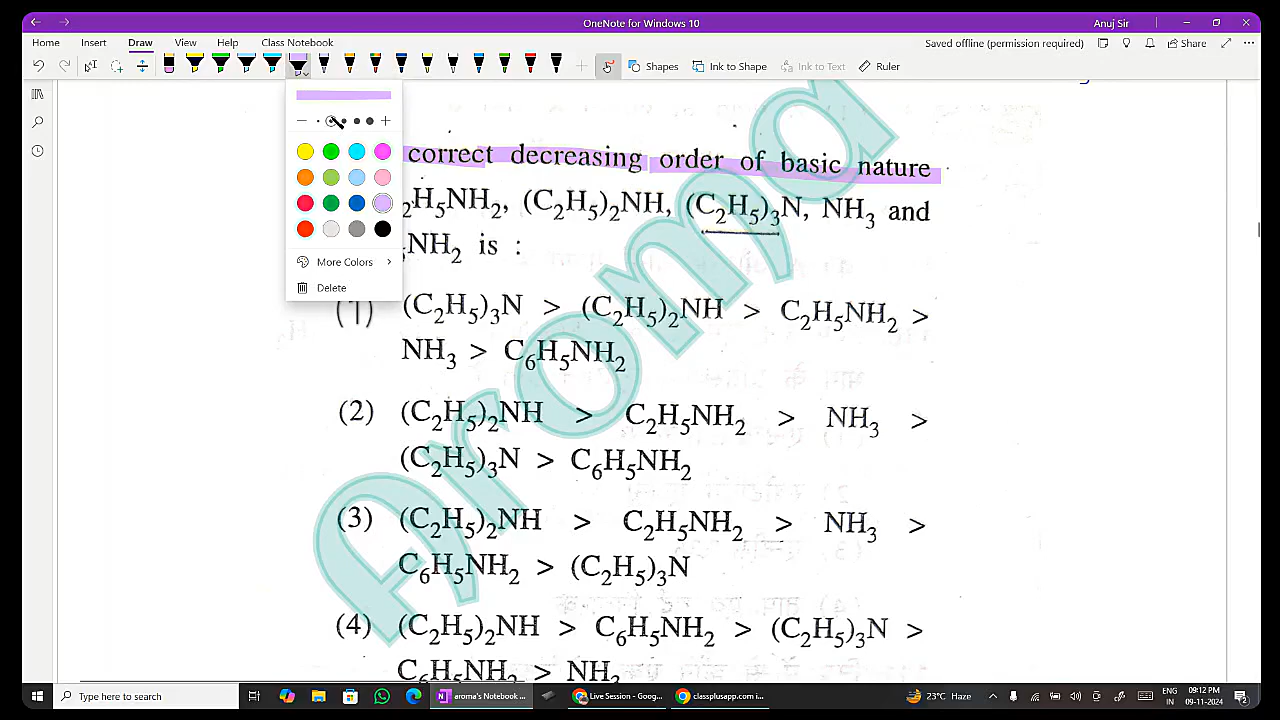 OneNote for Windows 10
Anuj Sir
Home Insert Draw View Help Class Notebook
Saved offline (permission required)
Share
Shapes
Ink to Shape
Ink to Text
Ruler
More Colors
Delete
correct decreasing order of basic nature
₂H₅NH₂, (C₂H₅)₂NH, (C₂H₅)₃N, NH₃ and
₅NH₂ is :
(1) (C₂H₅)₃N > (C₂H₅)₂NH > C₂H₅NH₂ >
NH₃ > C₆H₅NH₂
(2) (C₂H₅)₂NH > C₂H₅NH₂ > NH₃ >
(C₂H₅)₃N > C₆H₅NH₂
(3) (C₂H₅)₂NH > C₂H₅NH₂ > NH₃ >
C₆H₅NH₂ > (C₂H₅)₃N
(4) (C₂H₅)₂NH > C₆H₅NH₂ > (C₂H₅)₃N >
NH₂ > NH₃
Aroma
Type here to search
aroma's Notebook ...
Live Session - Goog...
classplusapp.com i...
23°C Haze
ENG
IN
09:12 PM
09-11-2024
2